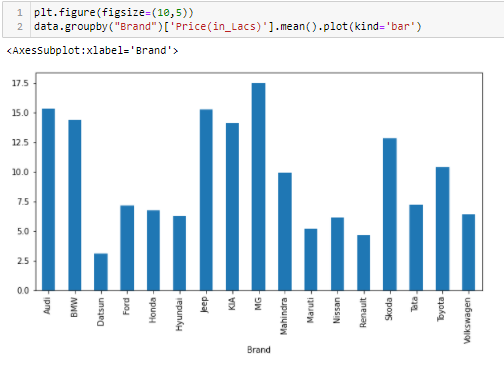 1 plt.figure(figsize=(10,5))
2 data.groupby("Brand")['Price(in_Lacs)'].mean().plot(kind='bar')
<AxesSubplot:xlabel='Brand'>
17.5
15.0
12.5
10.0
7.5
5.0
2.5
0.0
Audi
BMW
Datsun
Ford
Honda
Hyundai
Jeep
KIA
MG
Mahindra
Maruti
Nissan
Renault
Skoda
Tata
Toyota
Volkswagen
Brand